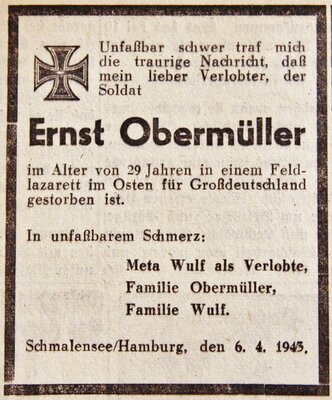 Unfaßbar schwer traf mich
die traurige Nachricht, daß
mein lieber Verlobter, der
Soldat
Ernst Obermüller
im Alter von 29 Jahren in einem Feld-
lazarett im Osten für Großdeutschland
gestorben ist.
In unfaßbarem Schmerz:
Meta Wulf als Verlobte,
Familie Obermüller,
Familie Wulf.
Schmalensee/Hamburg, den 6. 4. 1943.